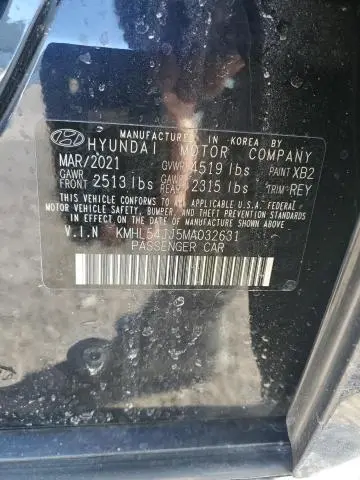 MANUFACTURED IN KOREA BY
HYUNDAI MOTOR COMPANY
MAR/2021 GVWR 4519 lbs PAINT XB2
GAWR FRONT 2513 lbs GAWR REAR 2315 lbs TRIM REY
THIS VEHICLE CONFORMS TO ALL APPLICABLE U.S.A. FEDERAL
MOTOR VEHICLE SAFETY, BUMPER, AND THEFT PREVENTION STANDARDS
IN EFFECT ON THE DATE OF MANUFACTURE SHOWN ABOVE.
V.I.N KMHL54JJ5MA032631
PASSENGER CAR